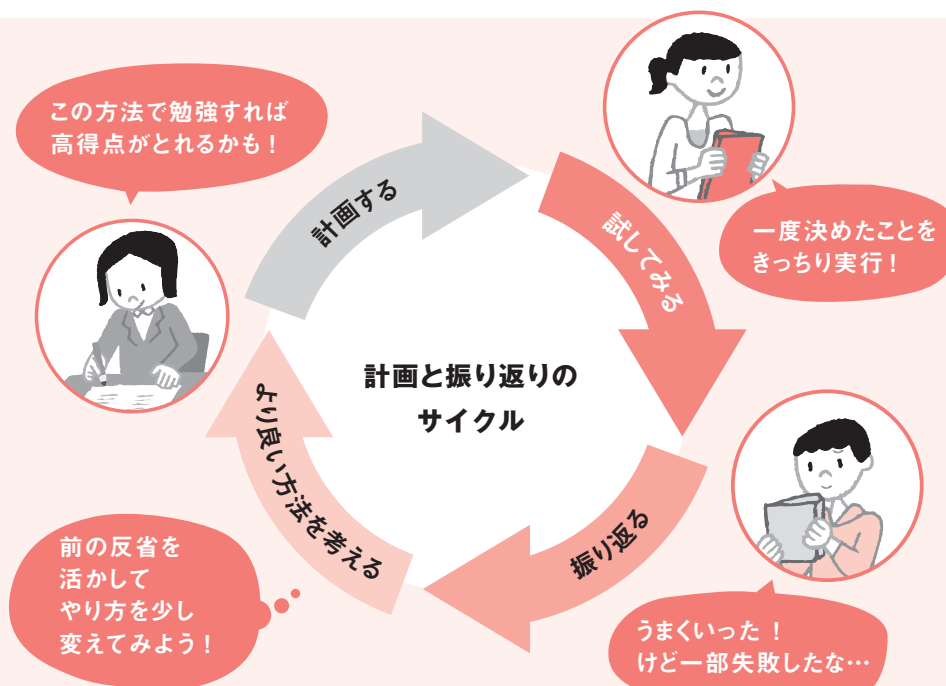 この方法で勉強すれば
高得点がとれるかも！
計画する
試してみる
一度決めたことを
きっちり実行！
計画と振り返りの
サイクル
振り返る
うまくいった！
けど一部失敗したな…
より良い方法を考える
前の反省を
活かして
やり方を少し
変えてみよう！